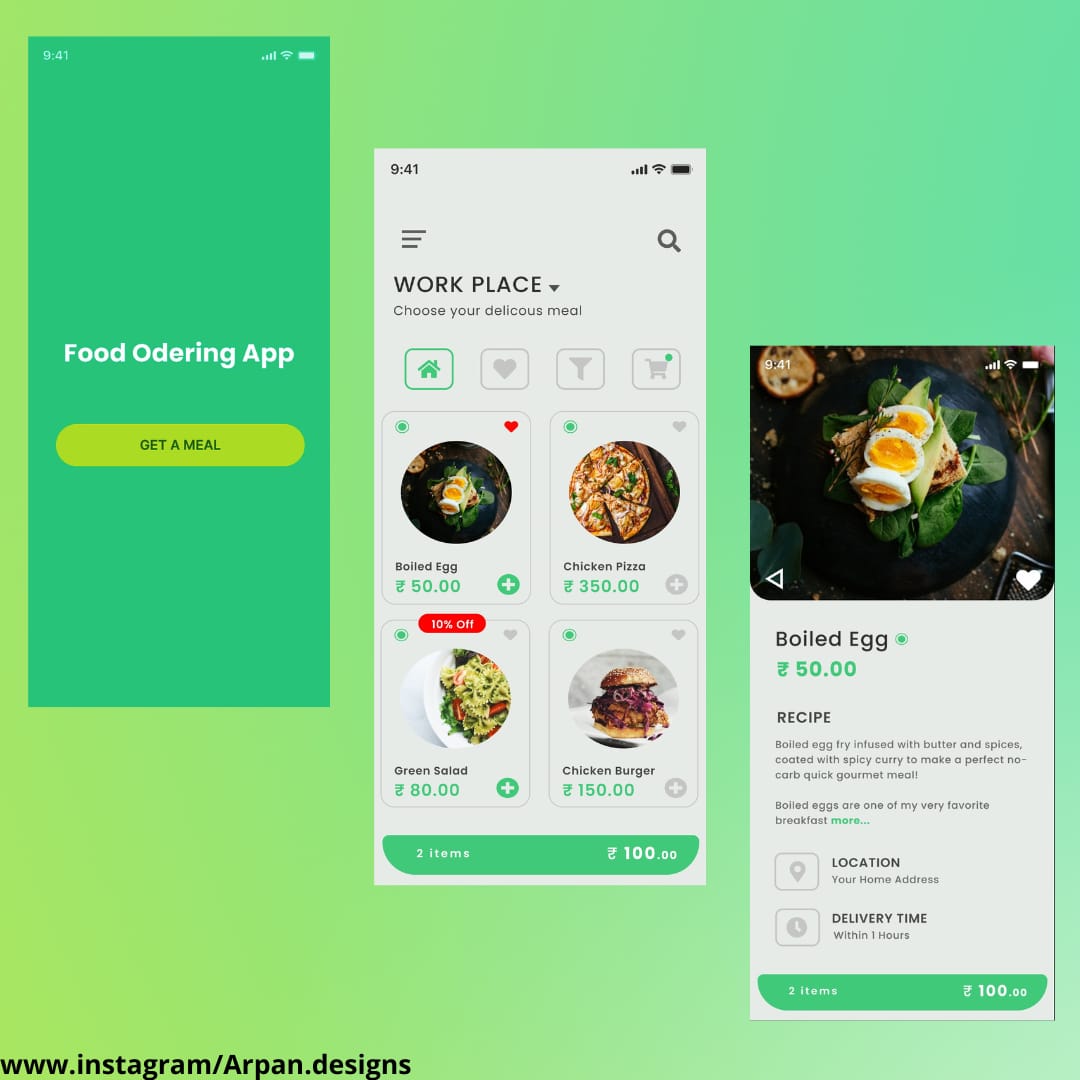 9:41
Food Odering App
GET A MEAL
9:41
WORK PLACE
Choose your delicous meal
Boiled Egg
₹ 50.00
Chicken Pizza
₹ 350.00
10% Off
Green Salad
₹ 80.00
Chicken Burger
₹ 150.00
2 items ₹ 100.00
9:41
Boiled Egg
₹ 50.00
RECIPE
Boiled egg fry infused with butter and spices,
coated with spicy curry to make a perfect no-
carb quick gourmet meal!
Boiled eggs are one of my very favorite
breakfast more...
LOCATION
Your Home Address
DELIVERY TIME
Within 1 Hours
2 items ₹ 100.00
www.instagram/Arpan.designs